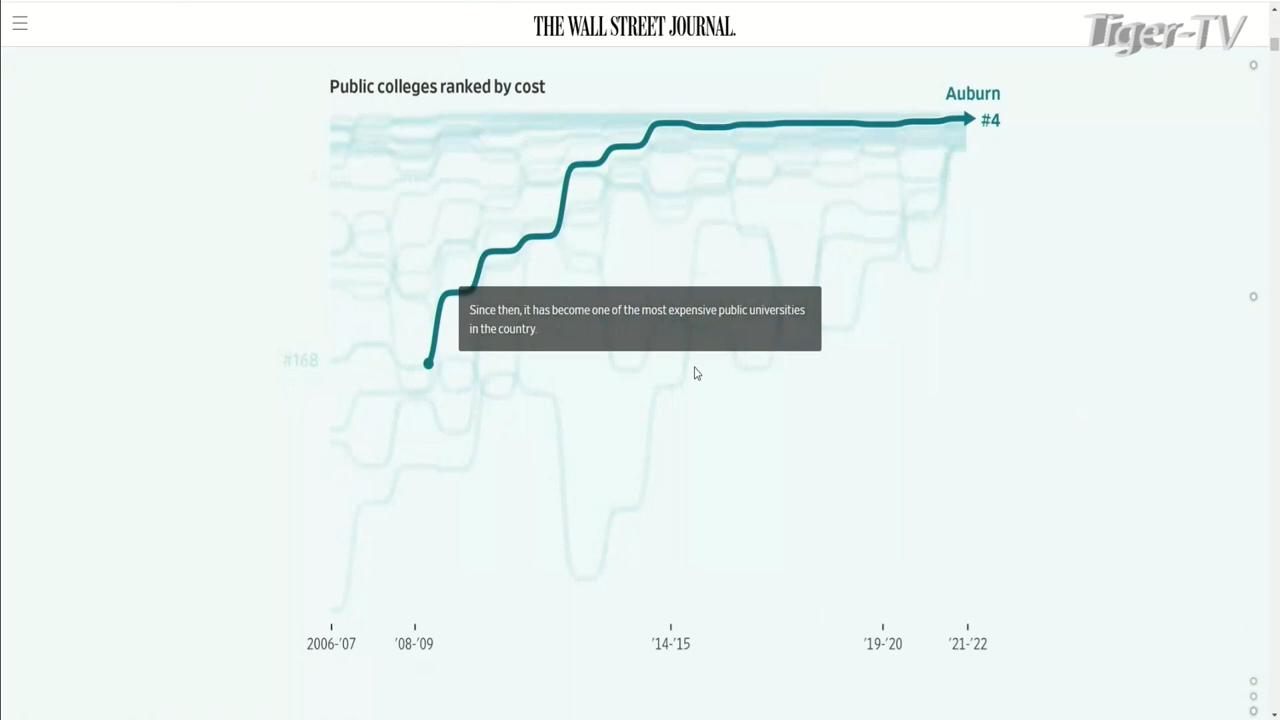 THE WALL STREET JOURNAL.
Tiger-TV
Public colleges ranked by cost
Auburn
#4
Since then, it has become one of the most expensive public universities
in the country.
#168
2006-'07
'08-'09
'14-'15
'19-'20
'21-'22